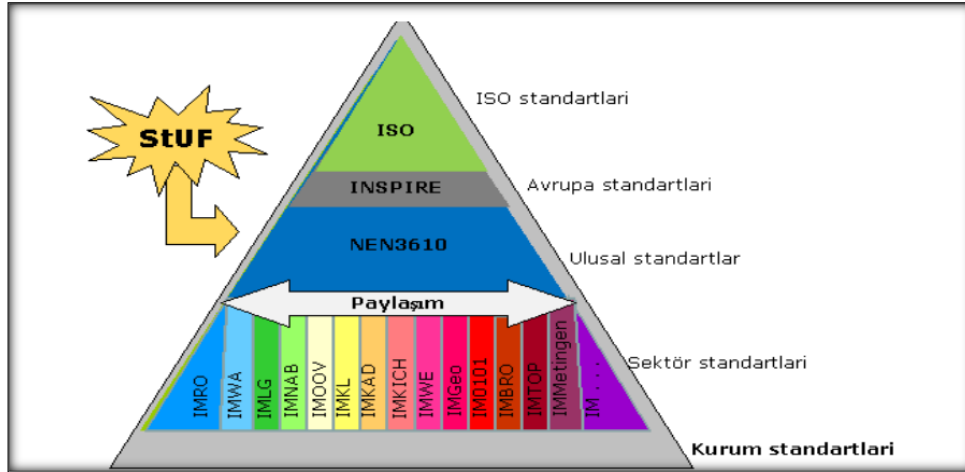 ISO standartlari
ISO
StUF
INSPIRE
Avrupa standartlari
NEN3610
Ulusal standartlar
Paylaşım
IMRO
IMWA
IMLG
IMNAB
IMOOV
IMKL
IMKAD
IMKICH
IMWE
IMGeo
IM0101
IMBRO
IMTOP
IMMetingen
IM . . .
Sektör standartlari
Kurum standartlari